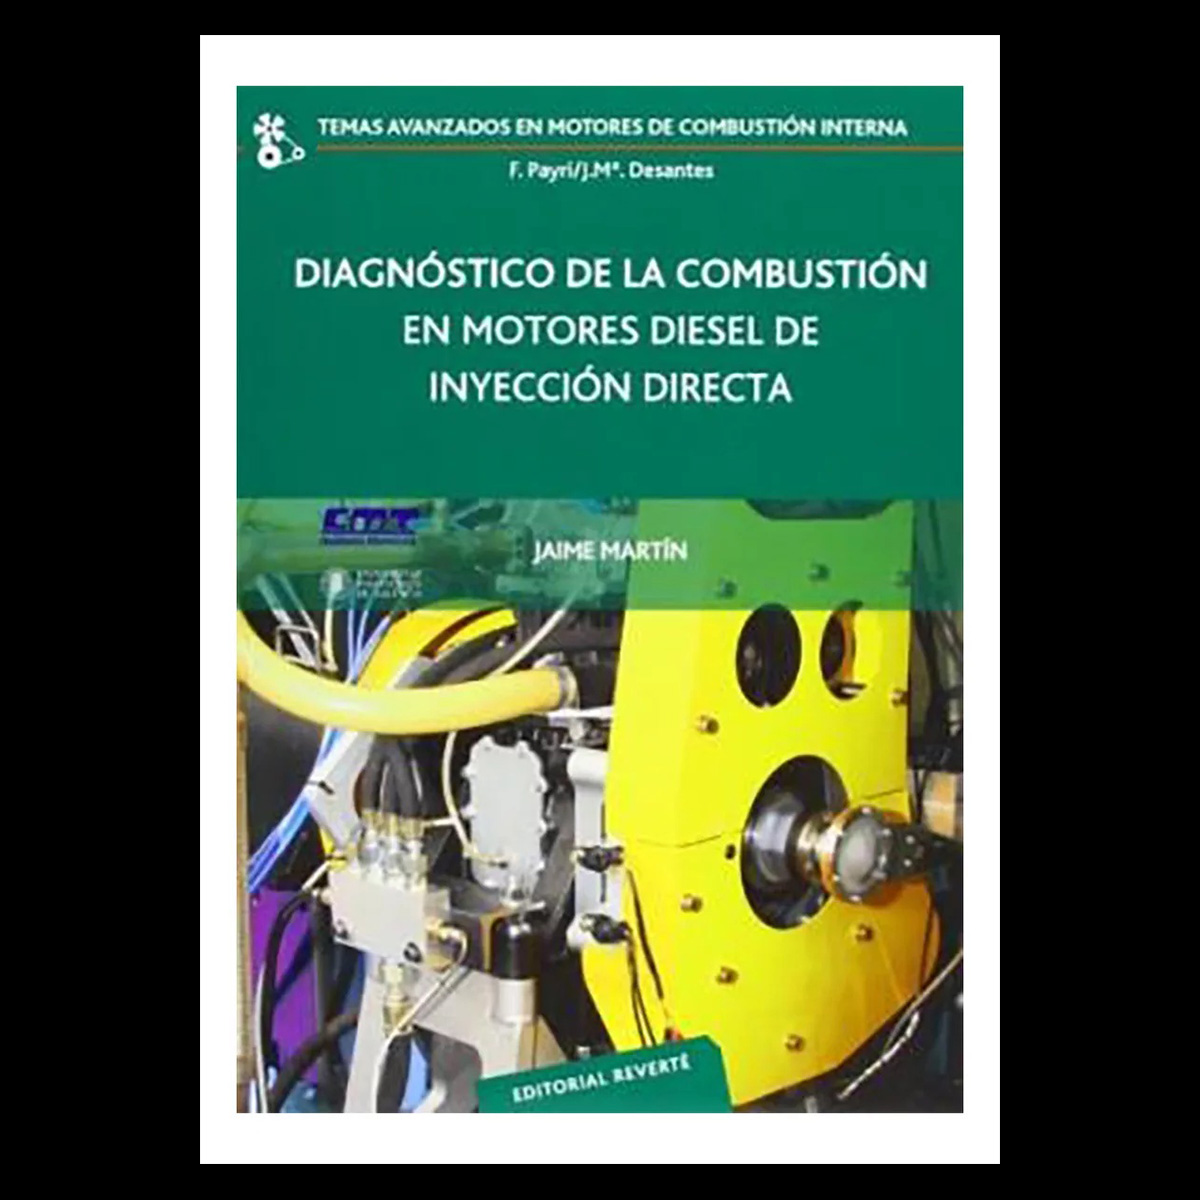 TEMAS AVANZADOS EN MOTORES DE COMBUSTIÓN INTERNA
F. Payri/J.Mª. Desantes
DIAGNÓSTICO DE LA COMBUSTIÓN
EN MOTORES DIESEL DE
INYECCIÓN DIRECTA
CMT
JAIME MARTÍN
EDITORIAL REVERTÉ